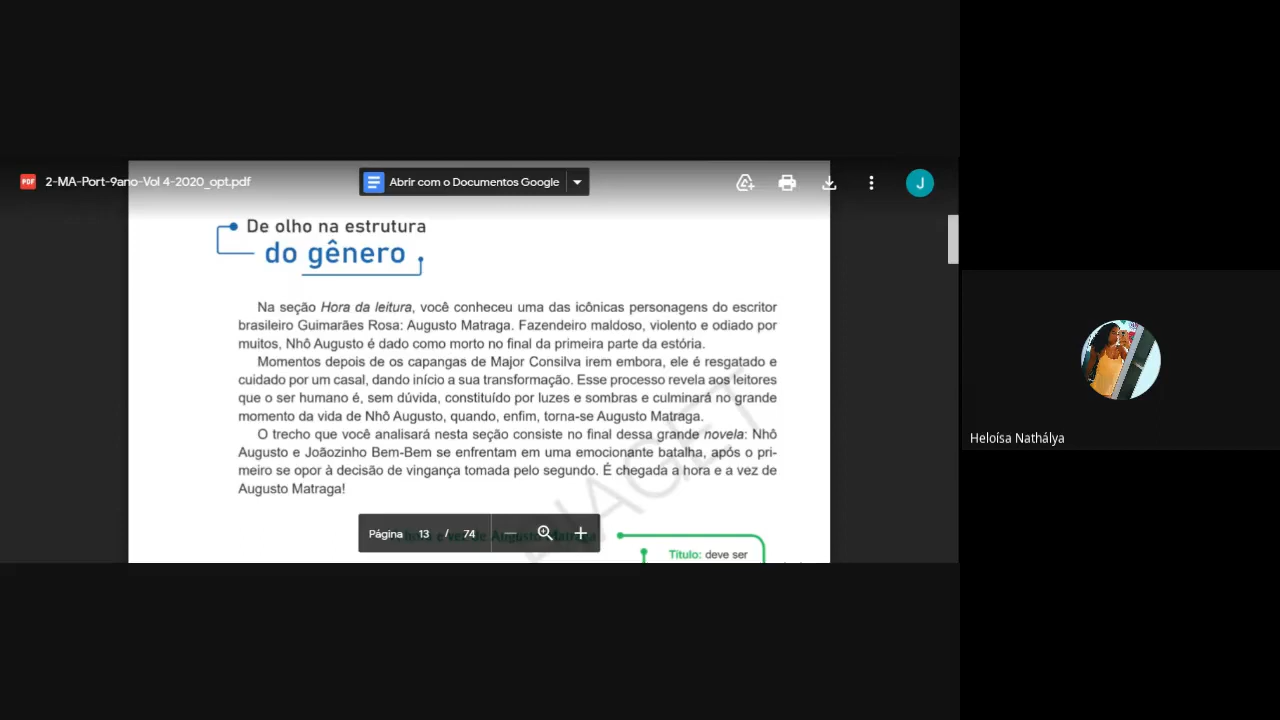 2-MA-Port-9ano-Vol 4-2020_opt.pdf
Abrir com o Documentos Google
J
De olho na estrutura
do gênero
Na seção Hora da leitura, você conheceu uma das icônicas personagens do escritor
brasileiro Guimarães Rosa: Augusto Matraga. Fazendeiro maldoso, violento e odiado por
muitos, Nhô Augusto é dado como morto no final da primeira parte da estória.
Momentos depois de os capangas de Major Consilva irem embora, ele é resgatado e
cuidado por um casal, dando início a sua transformação. Esse processo revela aos leitores
que o ser humano é, sem dúvida, constituído por luzes e sombras e culminará no grande
momento da vida de Nhô Augusto, quando, enfim, torna-se Augusto Matraga.
O trecho que você analisará nesta seção consiste no final dessa grande novela: Nhô
Augusto e Joãozinho Bem-Bem se enfrentam em uma emocionante batalha, após o pri-
meiro se opor à decisão de vingança tomada pelo segundo. É chegada a hora e a vez de
Augusto Matraga!
Página 13 / 74
Título: deve ser
Heloísa Nathálya